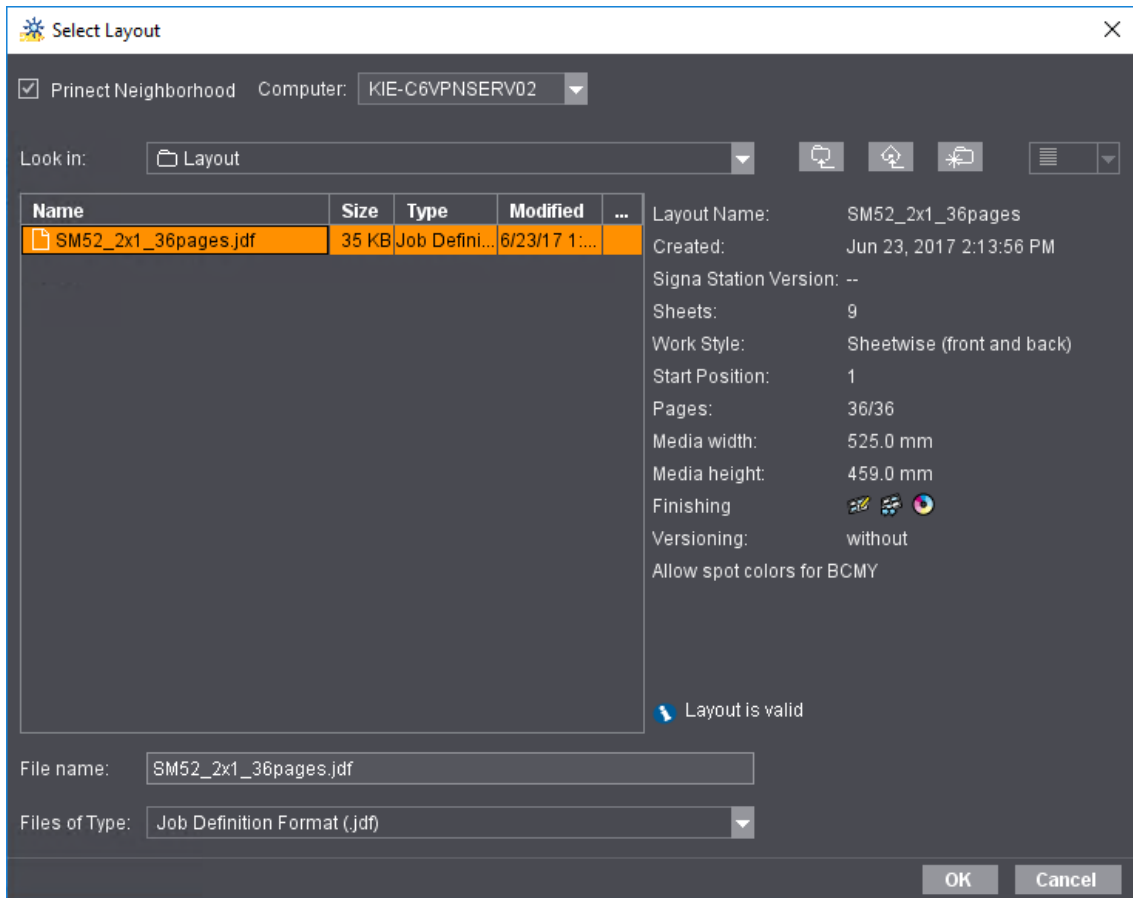 Select Layout
Prinect Neighborhood Computer: KIE-C6VPNSERV02
Look in: Layout
Name Size Type Modified ...
SM52_2x1_36pages.jdf 35 KB Job Defini... 6/23/17 1:...
Layout Name: SM52_2x1_36pages
Created: Jun 23, 2017 2:13:56 PM
Signa Station Version: --
Sheets: 9
Work Style: Sheetwise (front and back)
Start Position: 1
Pages: 36/36
Media width: 525.0 mm
Media height: 459.0 mm
Finishing
Versioning: without
Allow spot colors for BCMY
Layout is valid
File name: SM52_2x1_36pages.jdf
Files of Type: Job Definition Format (.jdf)
OK Cancel